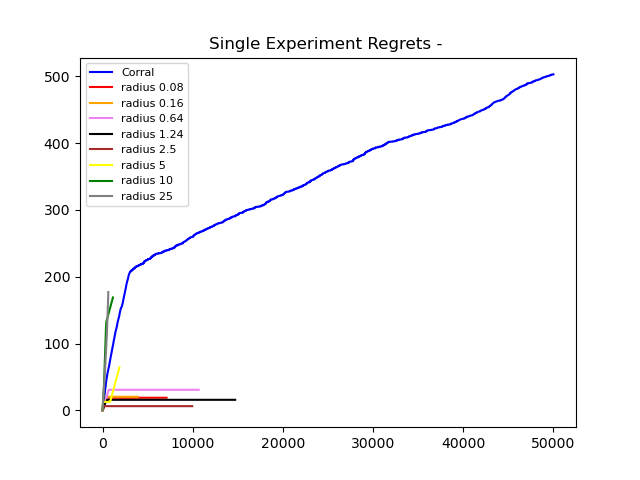 Single Experiment Regrets -
500
400
300
200
100
0
Corral
radius 0.08
radius 0.16
radius 0.64
radius 1.24
radius 2.5
radius 5
radius 10
radius 25
0 10000 20000 30000 40000 50000